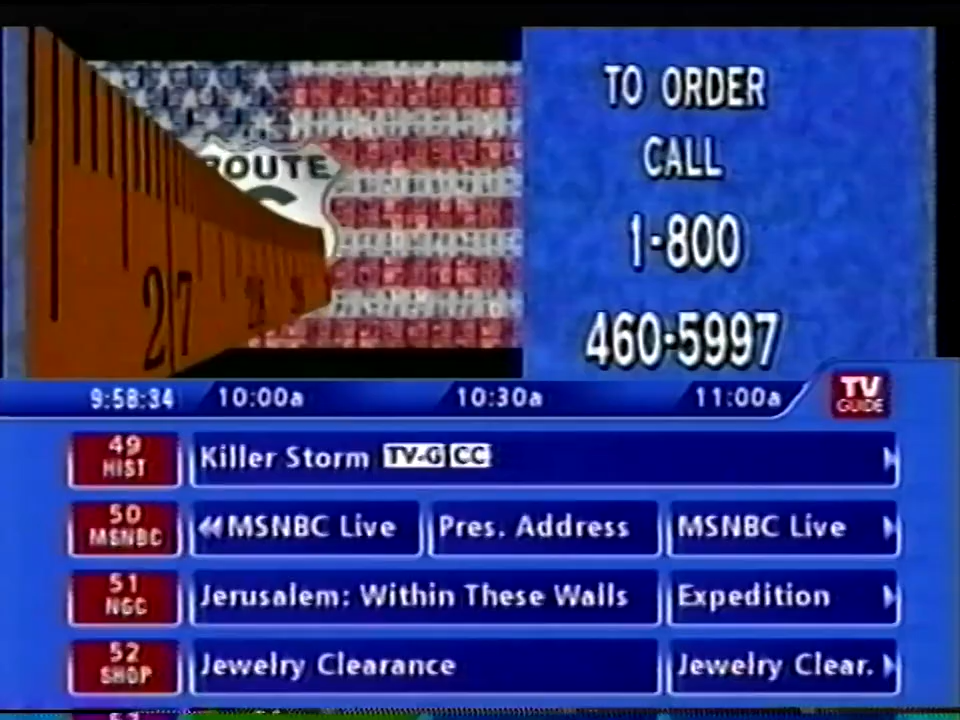 ROUTE
TO ORDER
CALL
1-800
460-5997
27
9:58:34 10:00a 10:30a 11:00a TV GUIDE
49 HIST Killer Storm TV-G CC
50 MSNBC MSNBC Live Pres. Address MSNBC Live
51 NGC Jerusalem: Within These Walls Expedition
52 SHOP Jewelry Clearance Jewelry Clear.